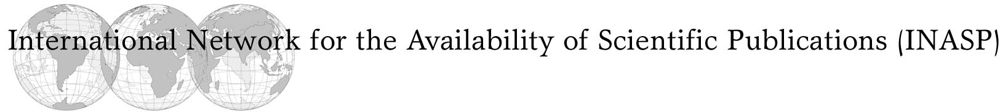 International Network for the Availability of Scientific Publications (INASP)